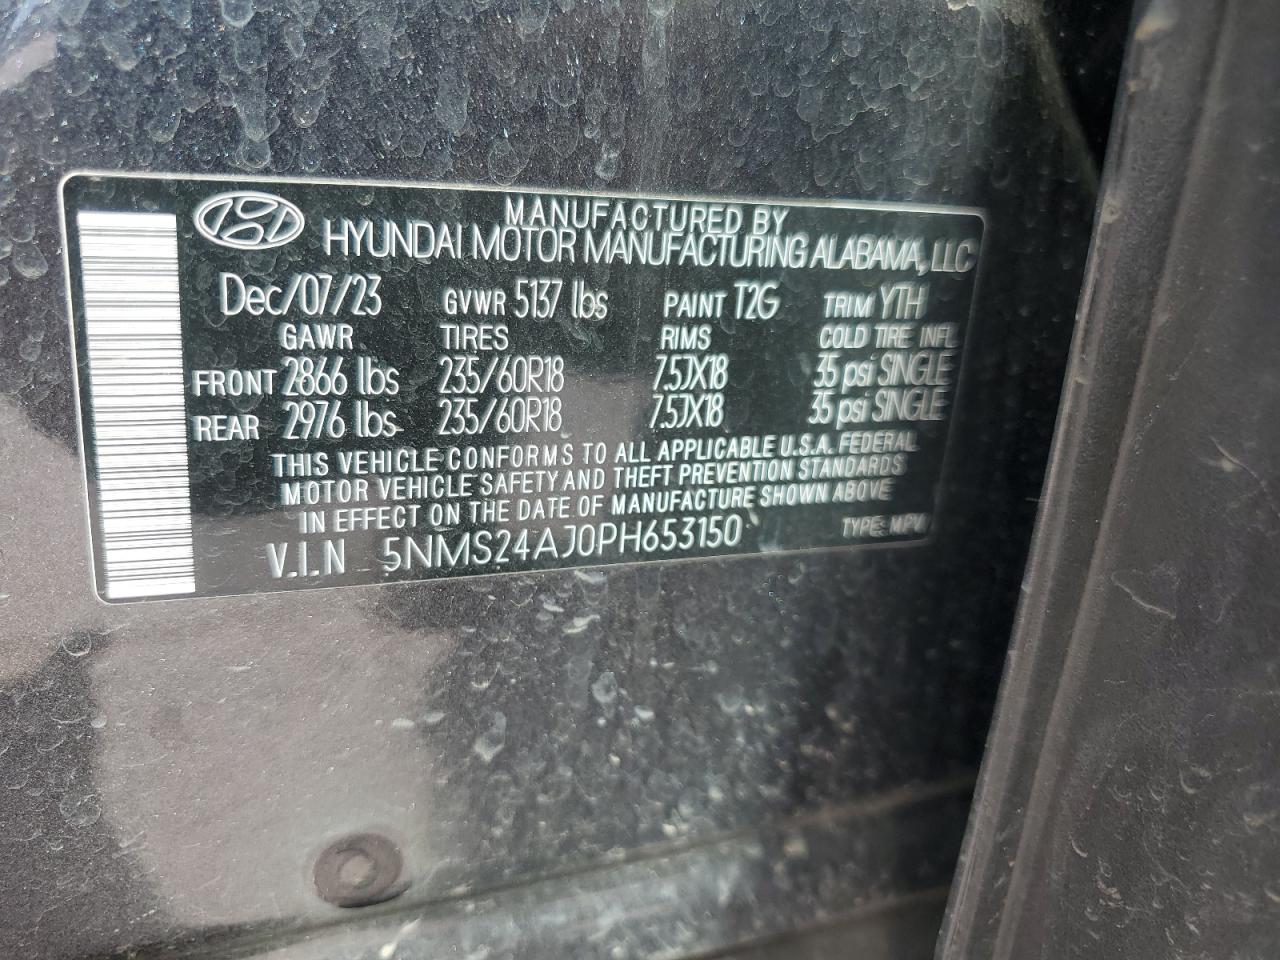 MANUFACTURED BY
HYUNDAI MOTOR MANUFACTURING ALABAMA, LLC
Dec/07/23 GVWR 5137 lbs PAINT T2G TRIM YTH
GAWR TIRES RIMS COLD TIRE INFL
FRONT 2866 lbs 235/60R18 7.5JX18 35 psi SINGLE
REAR 2976 lbs 235/60R18 7.5JX18 35 psi SINGLE
THIS VEHICLE CONFORMS TO ALL APPLICABLE U.S.A. FEDERAL
MOTOR VEHICLE SAFETY AND THEFT PREVENTION STANDARDS
IN EFFECT ON THE DATE OF MANUFACTURE SHOWN ABOVE
V.I.N 5NMS24AJ0PH653150 TYPE: MPV